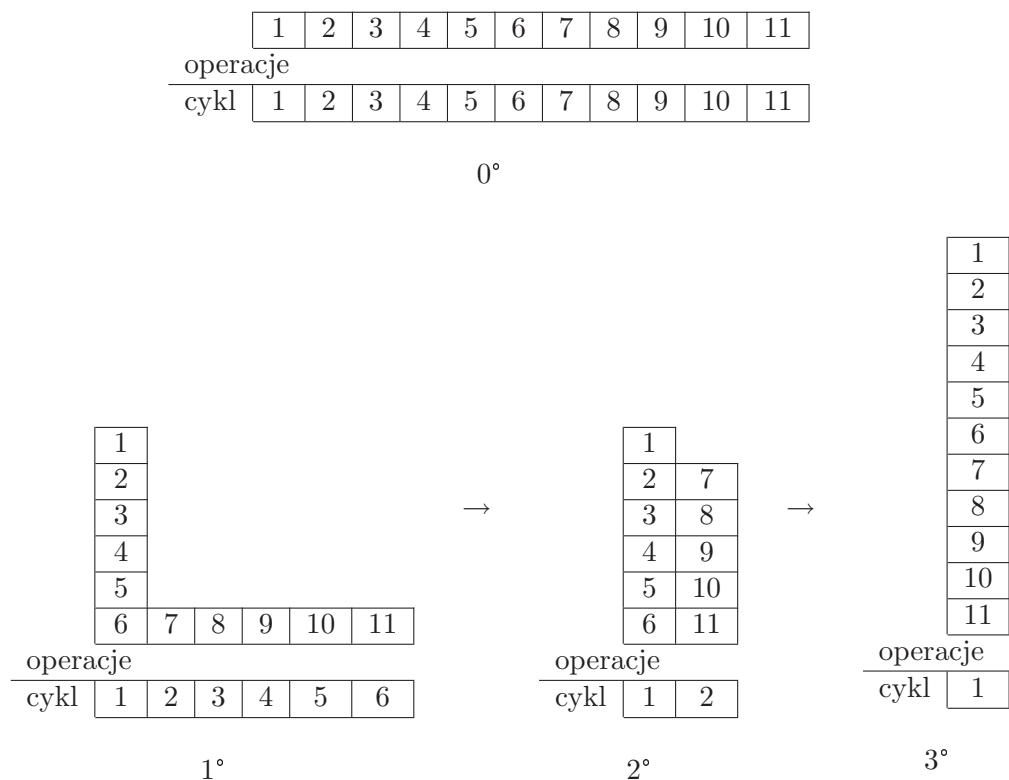 1 2 3 4 5 6 7 8 9 10 11
operacje
cykl 1 2 3 4 5 6 7 8 9 10 11
0°
1
2
3
4
5
6 7 8 9 10 11
operacje
cykl 1 2 3 4 5 6
1°
→
1
2 7
3 8
4 9
5 10
6 11
operacje
cykl 1 2
2°
→
1
2
3
4
5
6
7
8
9
10
11
operacje
cykl 1
3°